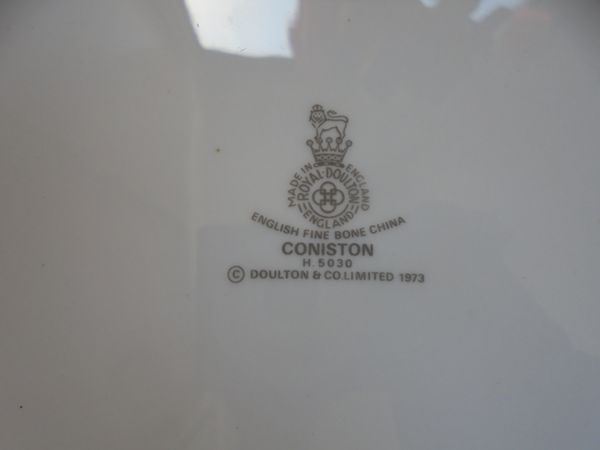 MADE IN ENGLAND
ROYAL·DOULTON
ENGLAND
ENGLISH FINE BONE CHINA
CONISTON
H. 5030
© DOULTON & CO. LIMITED 1973